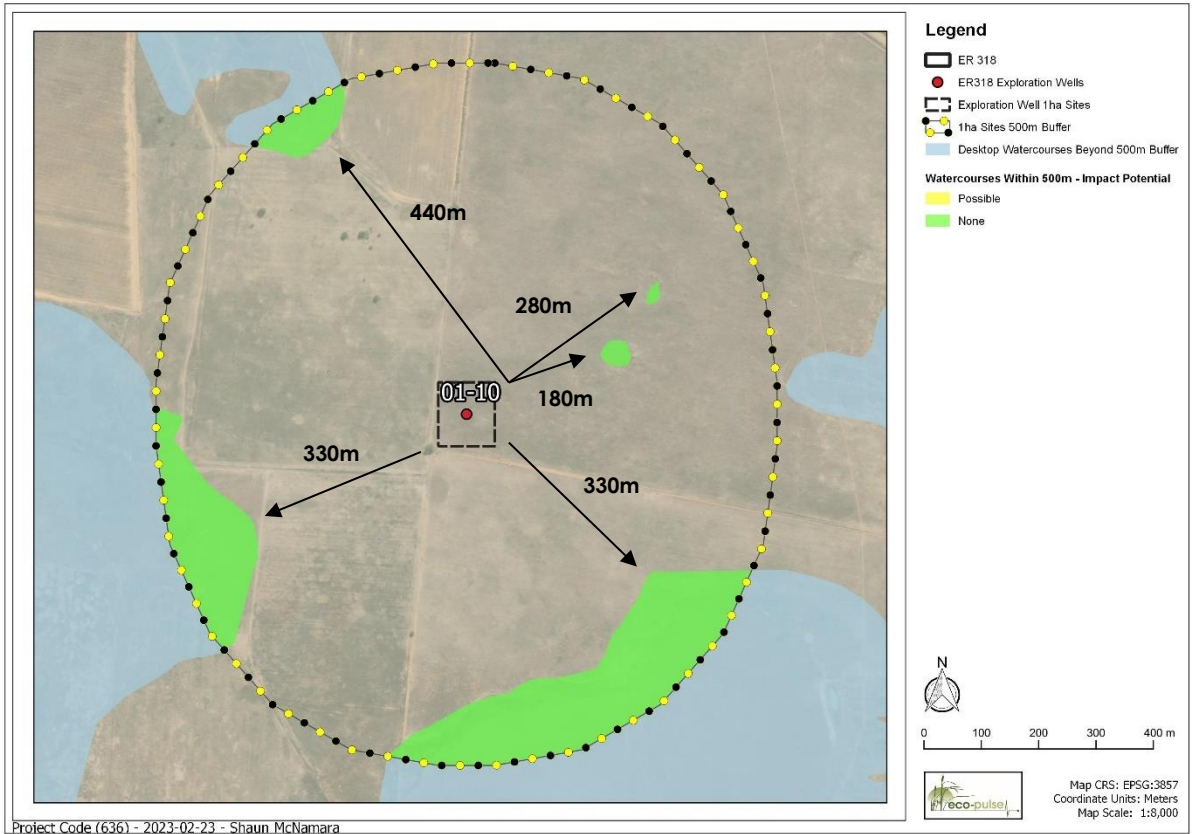 440m
280m
01-10
180m
330m
330m
Legend
ER 318
ER318 Exploration Wells
Exploration Well 1ha Sites
1ha Sites 500m Buffer
Desktop Watercourses Beyond 500m Buffer
Watercourses Within 500m - Impact Potential
Possible
None
N
0 100 200 300 400 m
eco-pulse
Map CRS: EPSG:3857
Coordinate Units: Meters
Map Scale: 1:8,000
Project Code (636) - 2023-02-23 - Shaun McNamara